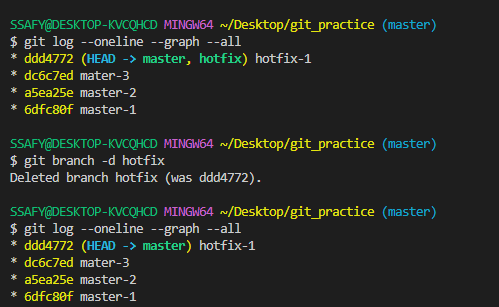 SSAFY@DESKTOP-KVCQHCD MINGW64 ~/Desktop/git_practice (master)
$ git log --oneline --graph --all
* ddd4772 (HEAD -> master, hotfix) hotfix-1
* dc6c7ed mater-3
* a5ea25e master-2
* 6dfc80f master-1

SSAFY@DESKTOP-KVCQHCD MINGW64 ~/Desktop/git_practice (master)
$ git branch -d hotfix
Deleted branch hotfix (was ddd4772).

SSAFY@DESKTOP-KVCQHCD MINGW64 ~/Desktop/git_practice (master)
$ git log --oneline --graph --all
* ddd4772 (HEAD -> master) hotfix-1
* dc6c7ed mater-3
* a5ea25e master-2
* 6dfc80f master-1